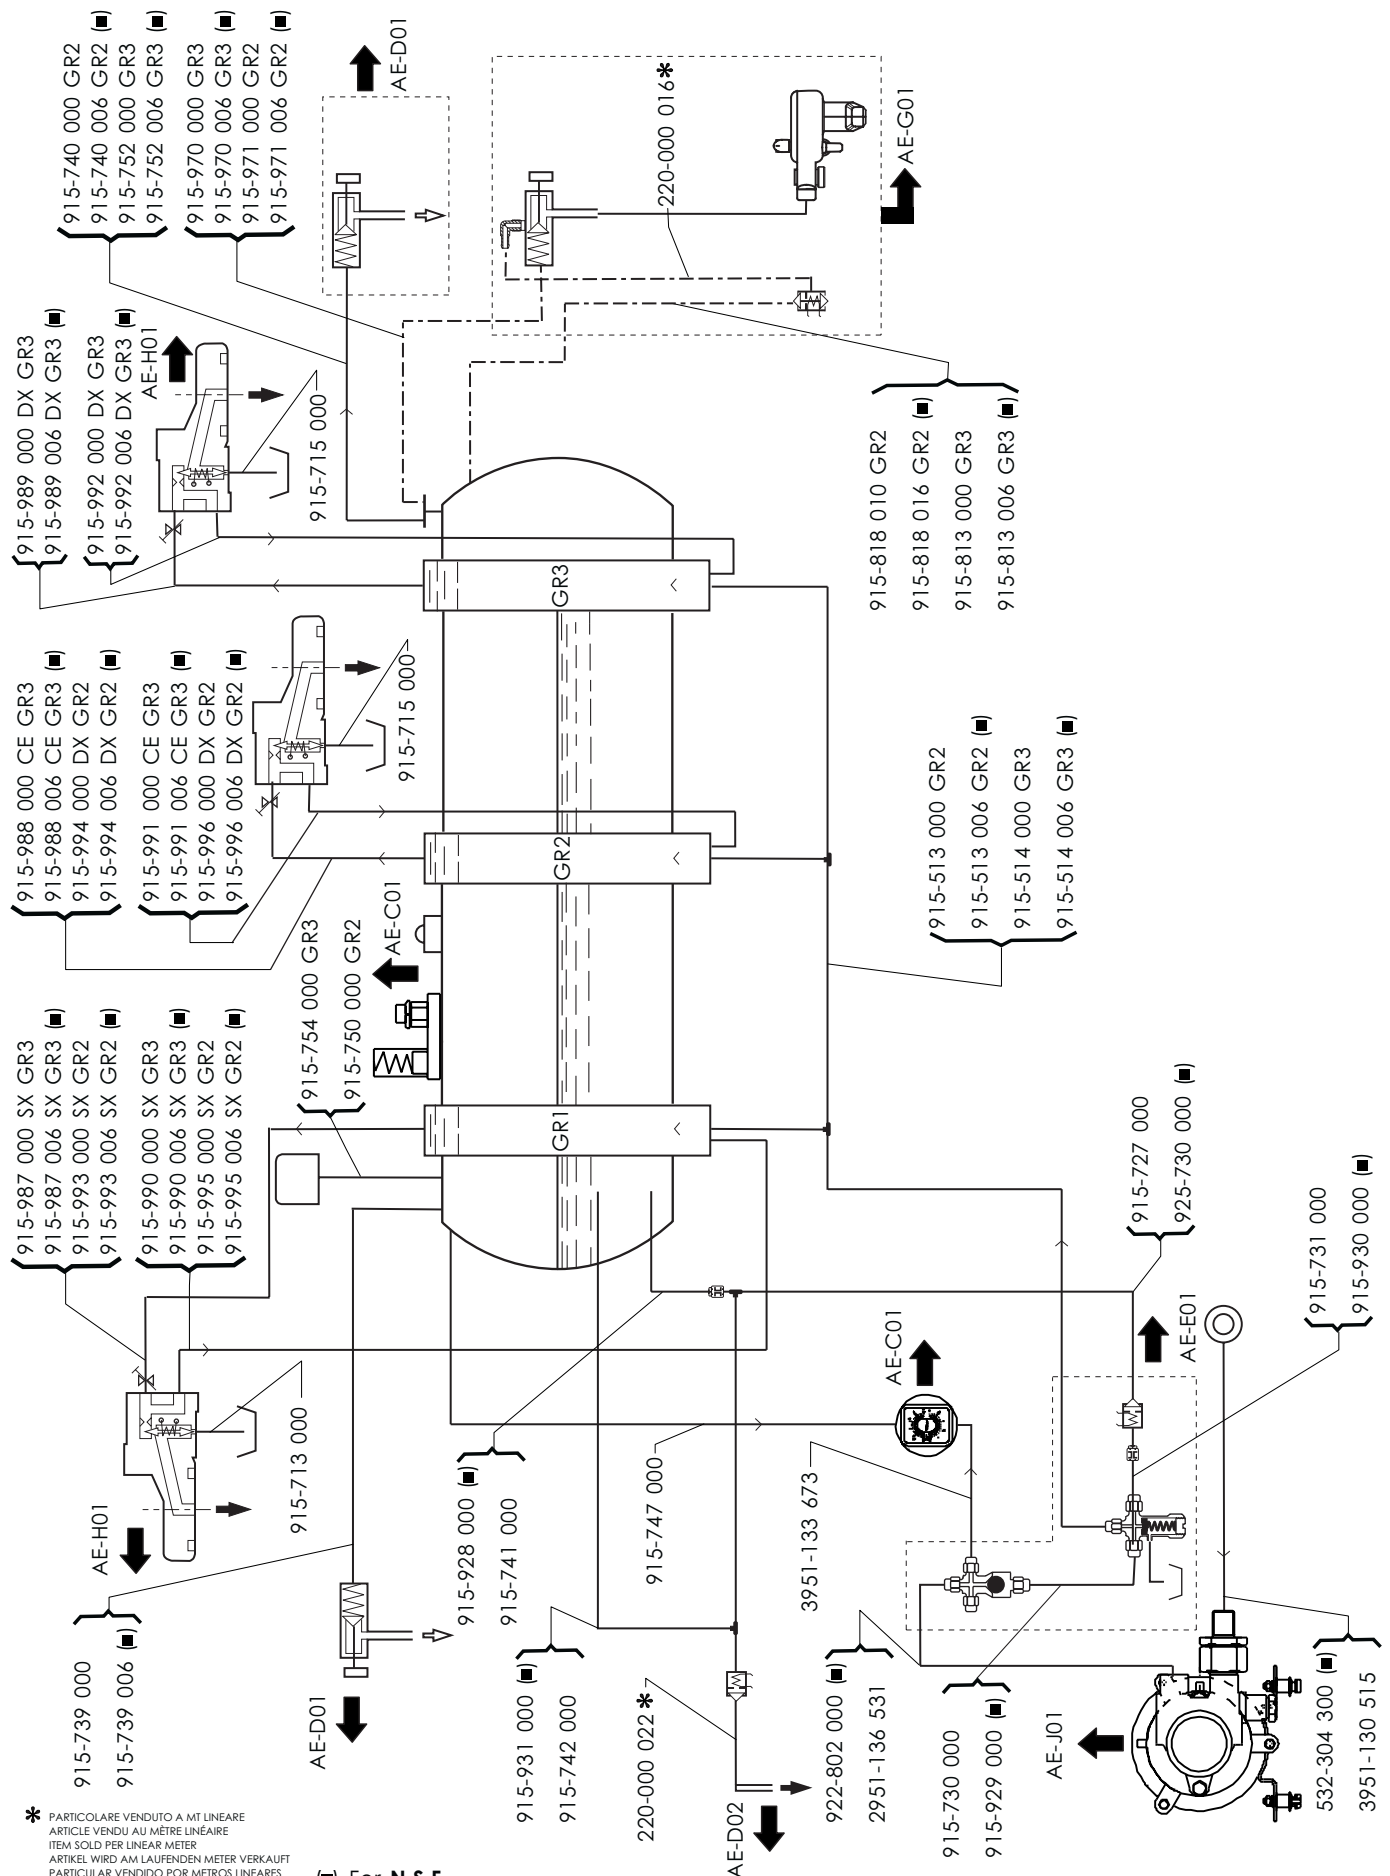 915-740 000 GR2
915-740 006 GR2 (■)
915-752 000 GR3
915-752 006 GR3 (■)
915-970 000 GR3
915-970 006 GR3 (■)
915-971 000 GR2
915-971 006 GR2 (■)
AE-D01
220-000 016*
AE-G01
915-989 000 DX GR3
915-989 006 DX GR3 (■)
915-992 000 DX GR3
915-992 006 DX GR3 (■)
AE-H01
915-715 000
915-818 010 GR2
915-818 016 GR2 (■)
915-813 000 GR3
915-813 006 GR3 (■)
GR3
915-988 000 CE GR3
915-988 006 CE GR3 (■)
915-994 000 DX GR2
915-994 006 DX GR2 (■)
915-991 000 CE GR3
915-991 006 CE GR3 (■)
915-996 000 DX GR2
915-996 006 DX GR2 (■)
915-715 000
GR2
915-513 000 GR2
915-513 006 GR2 (■)
915-514 000 GR3
915-514 006 GR3 (■)
915-754 000 GR3
915-750 000 GR2
AE-C01
915-987 000 SX GR3
915-987 006 SX GR3 (■)
915-993 000 SX GR2
915-993 006 SX GR2 (■)
915-990 000 SX GR3
915-990 006 SX GR3 (■)
915-995 000 SX GR2
915-995 006 SX GR2 (■)
GR1
915-727 000
925-730 000 (■)
915-731 000
915-930 000 (■)
AE-E01
AE-C01
AE-H01
915-713 000
915-928 000 (■)
915-741 000
915-747 000
3951-133 673
915-739 000
915-739 006 (■)
AE-D01
915-931 000 (■)
915-742 000
220-000 022*
AE-D02
922-802 000 (■)
2951-136 531
915-730 000
915-929 000 (■)
AE-J01
532-304 300 (■)
3951-130 515
* PARTICOLARE VENDUTO A MT LINEARE
ARTICLE VENDU AU MÈTRE LINÉAIRE
ITEM SOLD PER LINEAR METER
ARTIKEL WIRD AM LAUFENDEN METER VERKAUFT
PARTICULAR VENDIDO POR METROS LINEARES
(■) For N.S.F.